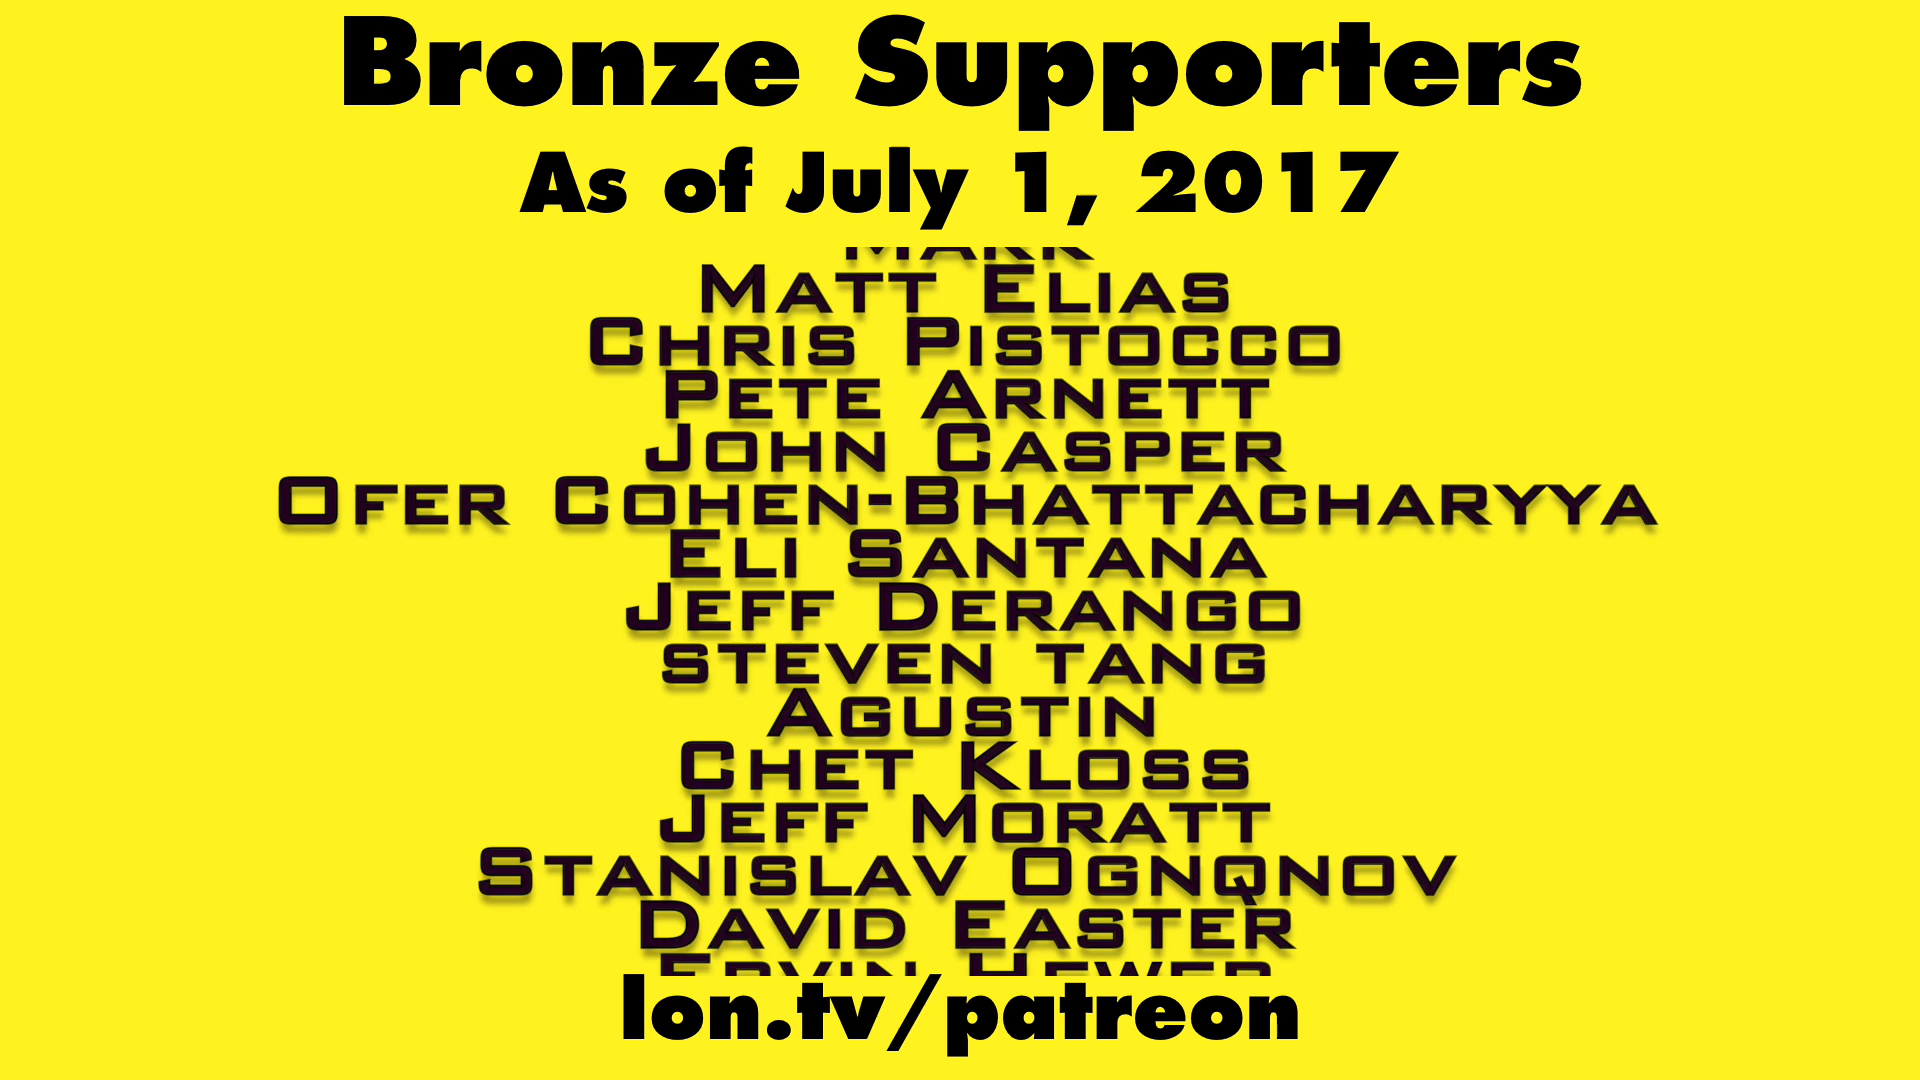 Bronze Supporters
As of July 1, 2017
Matt Elias
Chris Pistocco
Pete Arnett
John Casper
Ofer Cohen-Bhattacharyya
Eli Santana
Jeff Derango
steven tang
Agustin
Chet Kloss
Jeff Moratt
Stanislav Ognqnov
David Easter
lon.tv/patreon